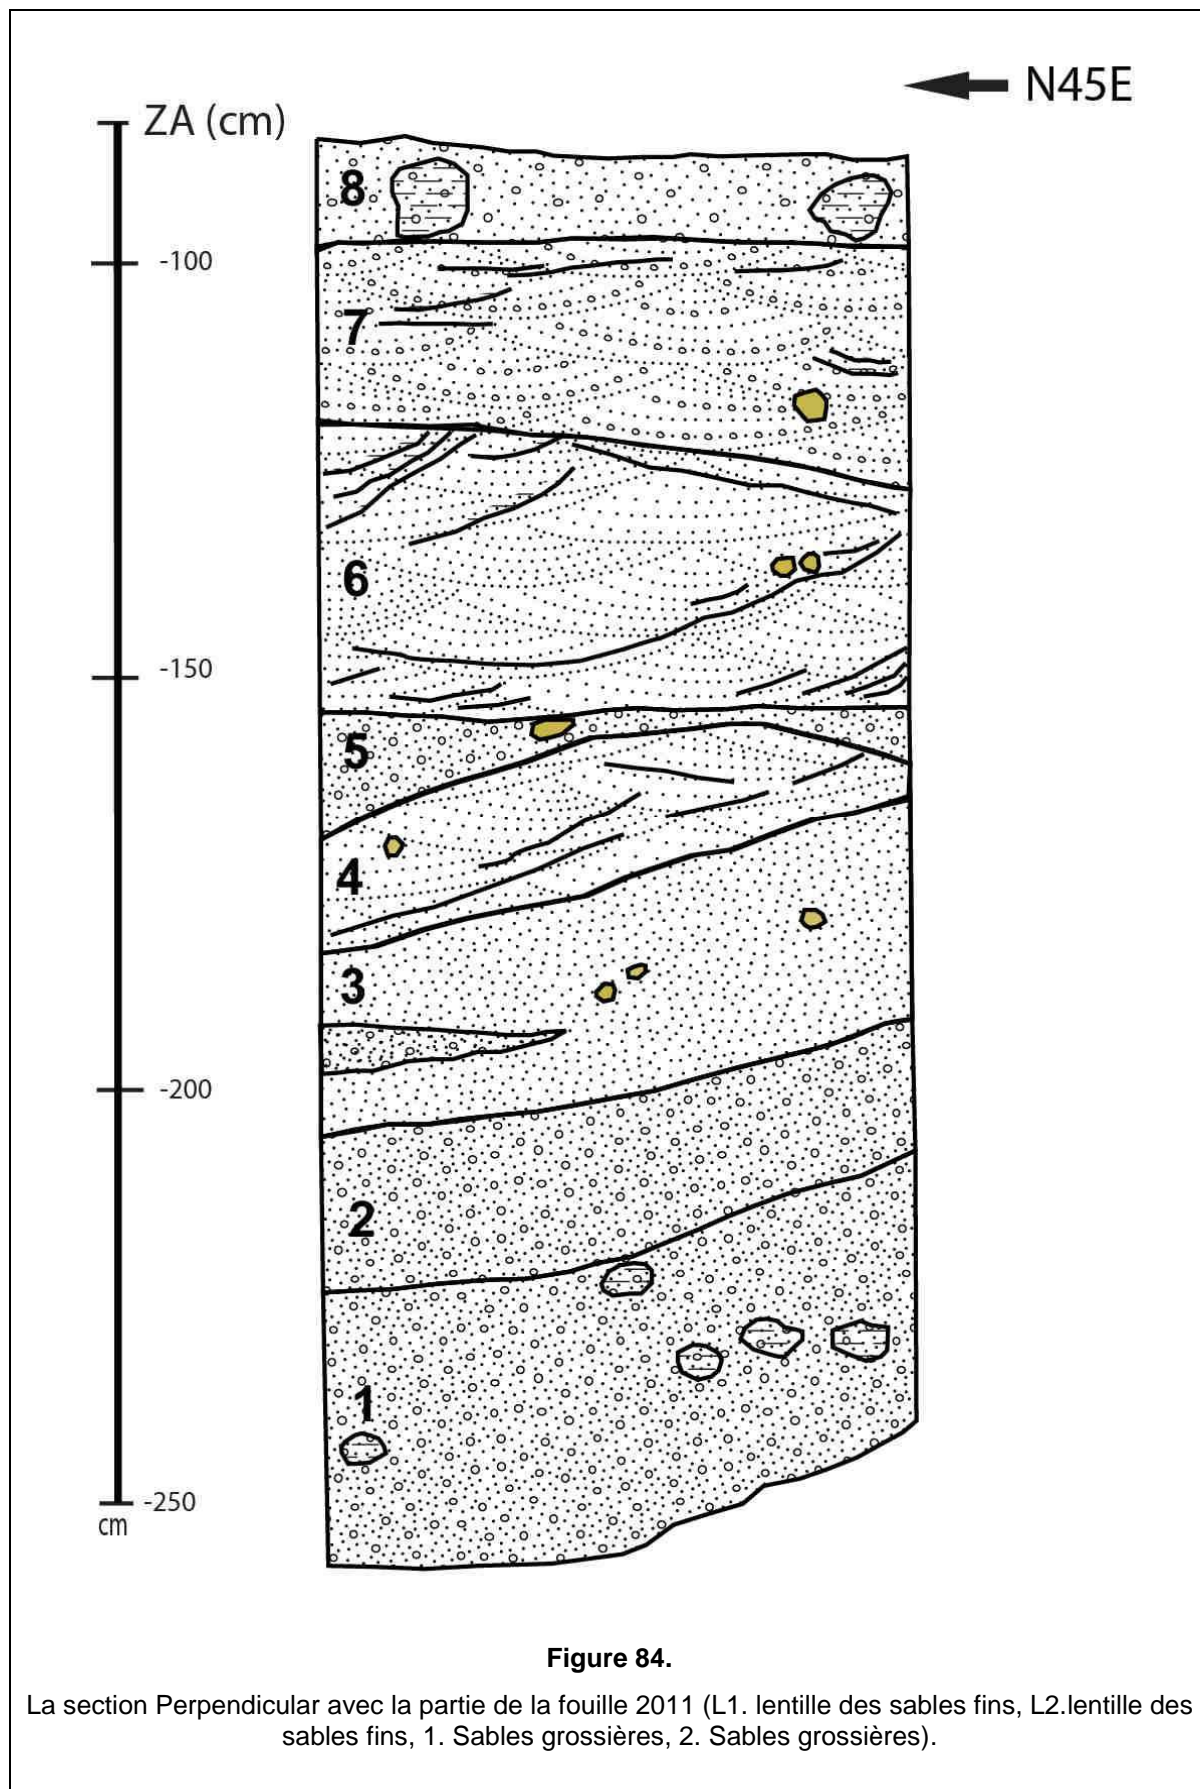 N45E
ZA (cm)
8
-100
7
6
-150
5
4
3
-200
2
1
-250
cm
Figure 84.
La section Perpendicular avec la partie de la fouille 2011 (L1. lentille des sables fins, L2.lentille des
sables fins, 1. Sables grossières, 2. Sables grossières).